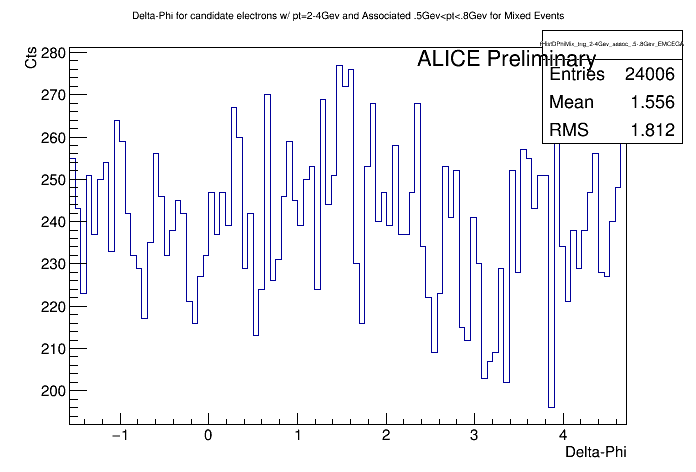 Delta-Phi for candidate electrons w/ pt=2-4Gev and Associated .5Gev<pt<.8Gev for Mixed Events
Cts
ALICE Preliminary
Entries 24006
Mean 1.556
RMS 1.812
280
270
260
250
240
230
220
210
200
−1 0 1 2 3 4
Delta-Phi